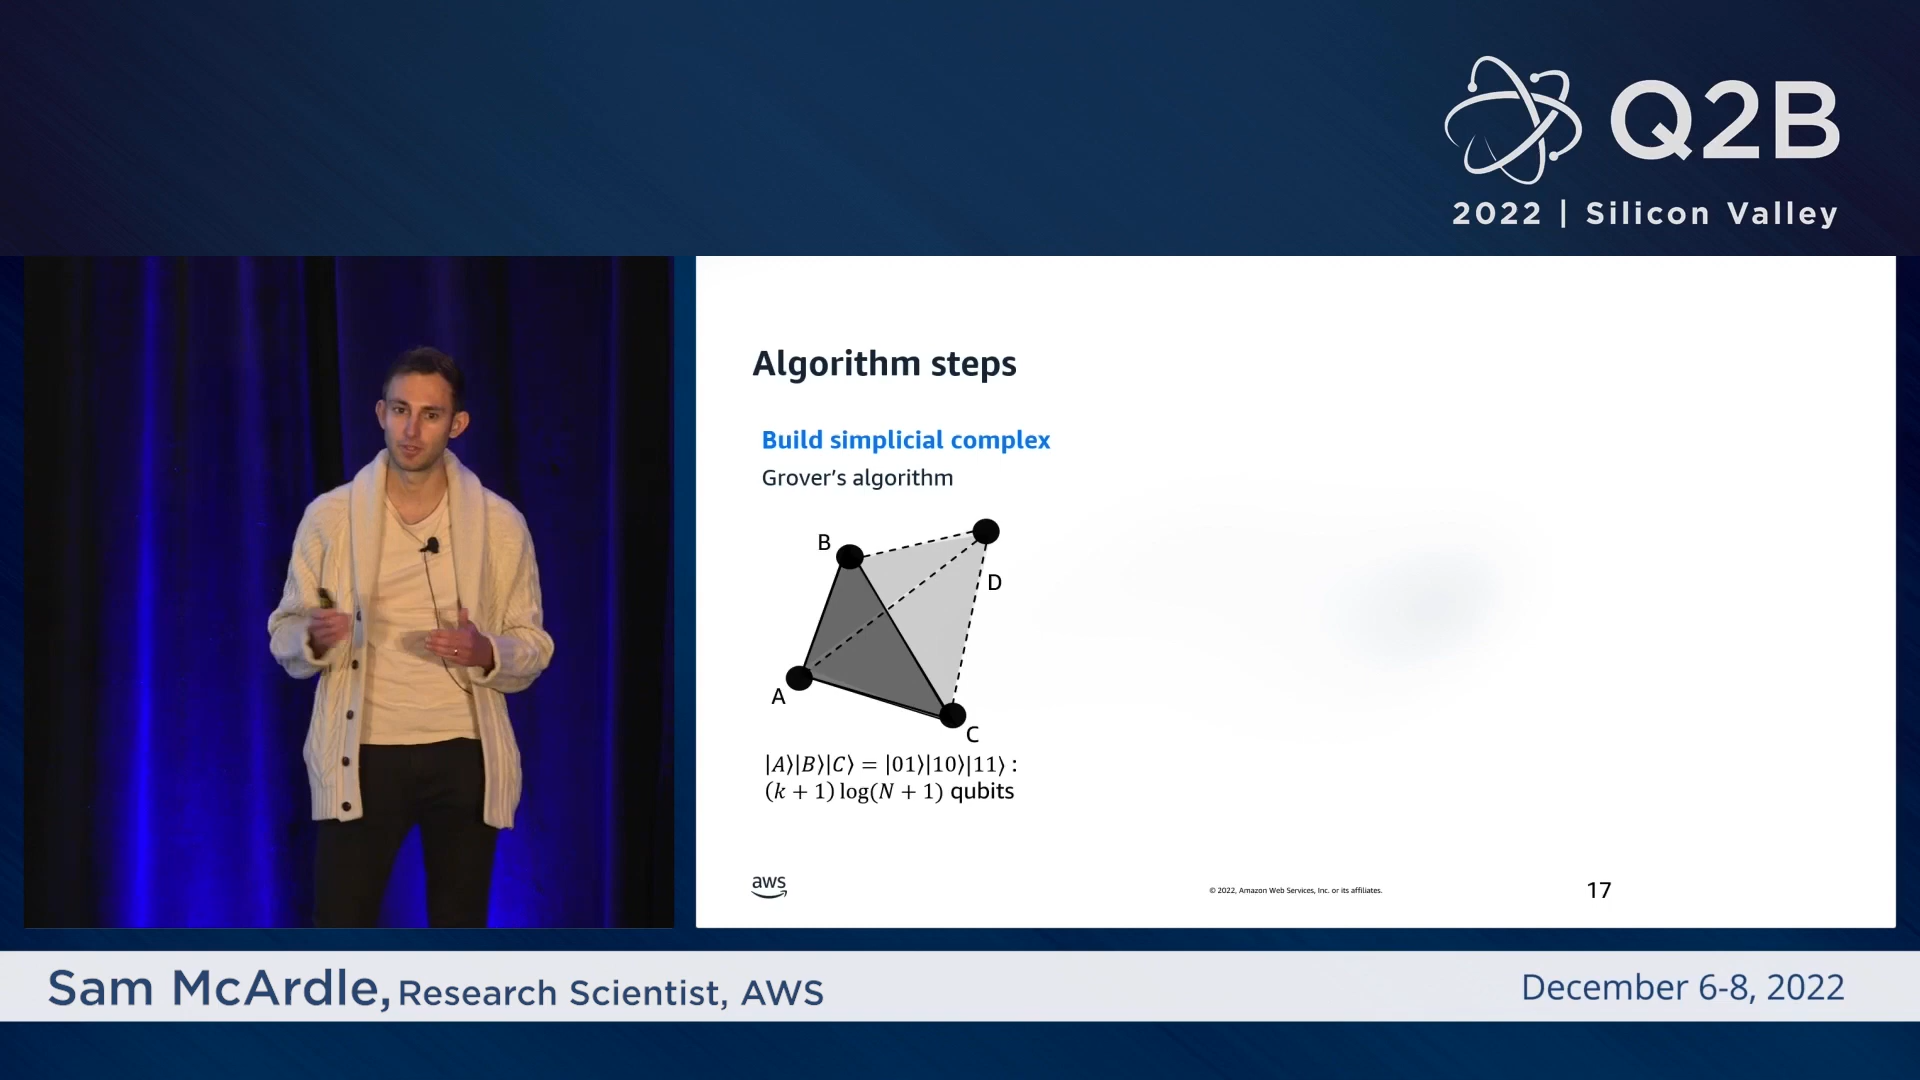 Q2B
2022 | Silicon Valley
Algorithm steps
Build simplicial complex
Grover's algorithm
B
D
A
C
|A⟩|B⟩|C⟩ = |01⟩|10⟩|11⟩ :
(k + 1) log(N + 1) qubits
aws
© 2022, Amazon Web Services, Inc. or its affiliates.
17
Sam McArdle, Research Scientist, AWS
December 6-8, 2022